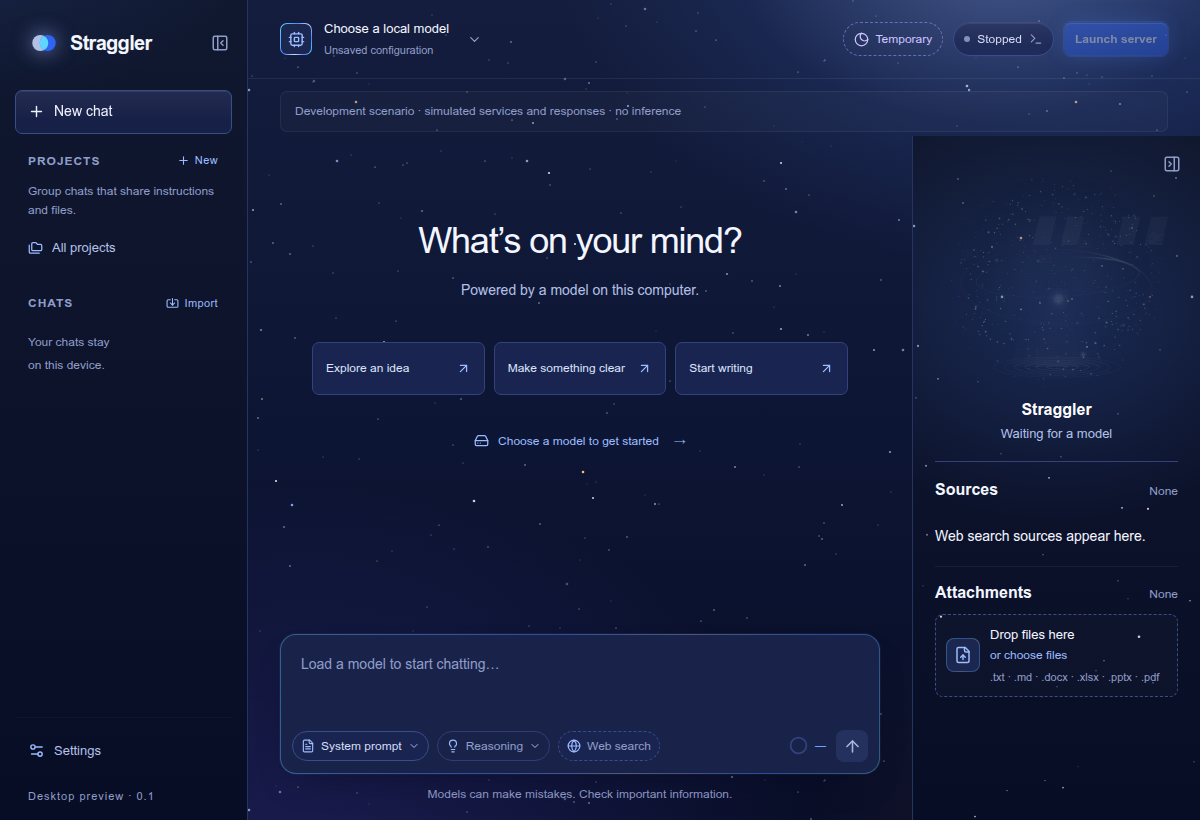 Straggler
New chat
PROJECTS
New
Group chats that share instructions
and files.
All projects
CHATS
Import
Your chats stay
on this device.
Settings
Desktop preview · 0.1
Choose a local model
Unsaved configuration
Temporary
Stopped
Launch server
Development scenario · simulated services and responses · no inference
What’s on your mind?
Powered by a model on this computer.
Explore an idea
Make something clear
Start writing
Choose a model to get started →
Load a model to start chatting…
System prompt
Reasoning
Web search
—
Models can make mistakes. Check important information.
Straggler
Waiting for a model
Sources
None
Web search sources appear here.
Attachments
None
Drop files here
or choose files
.txt · .md · .docx · .xlsx · .pptx · .pdf